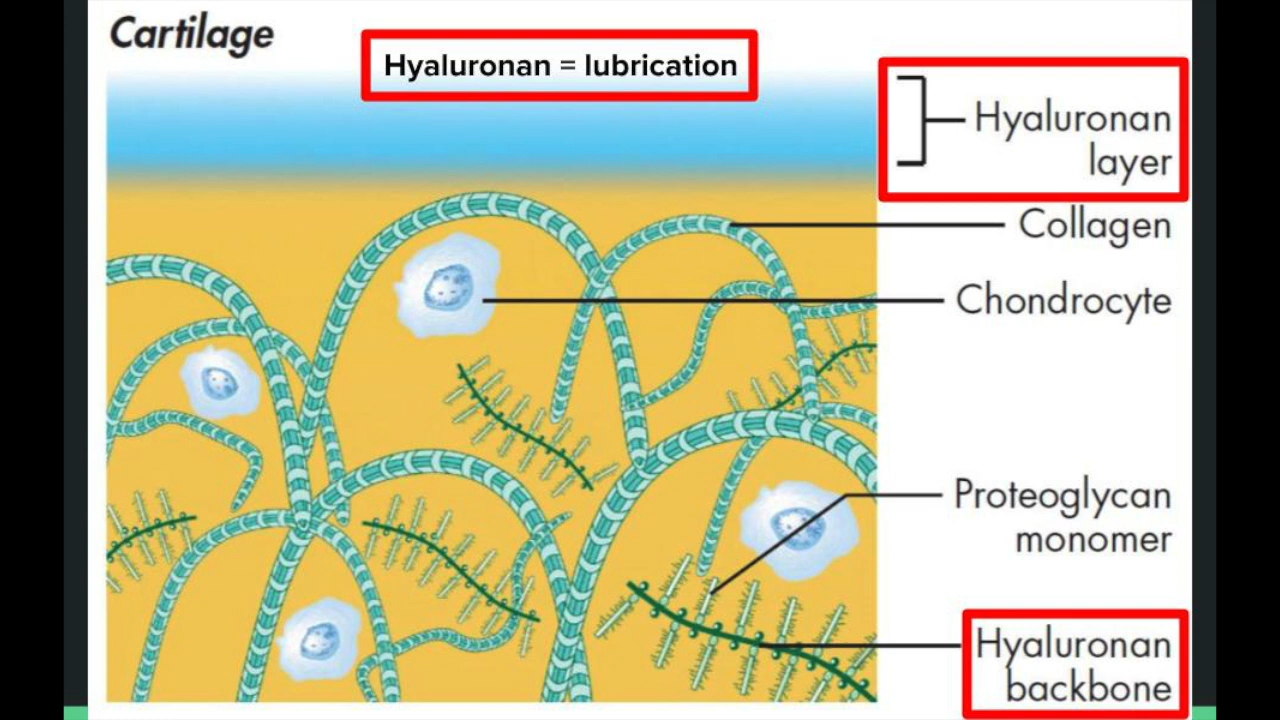 Cartilage
Hyaluronan = lubrication
Hyaluronan
layer
Collagen
Chondrocyte
Proteoglycan
monomer
Hyaluronan
backbone